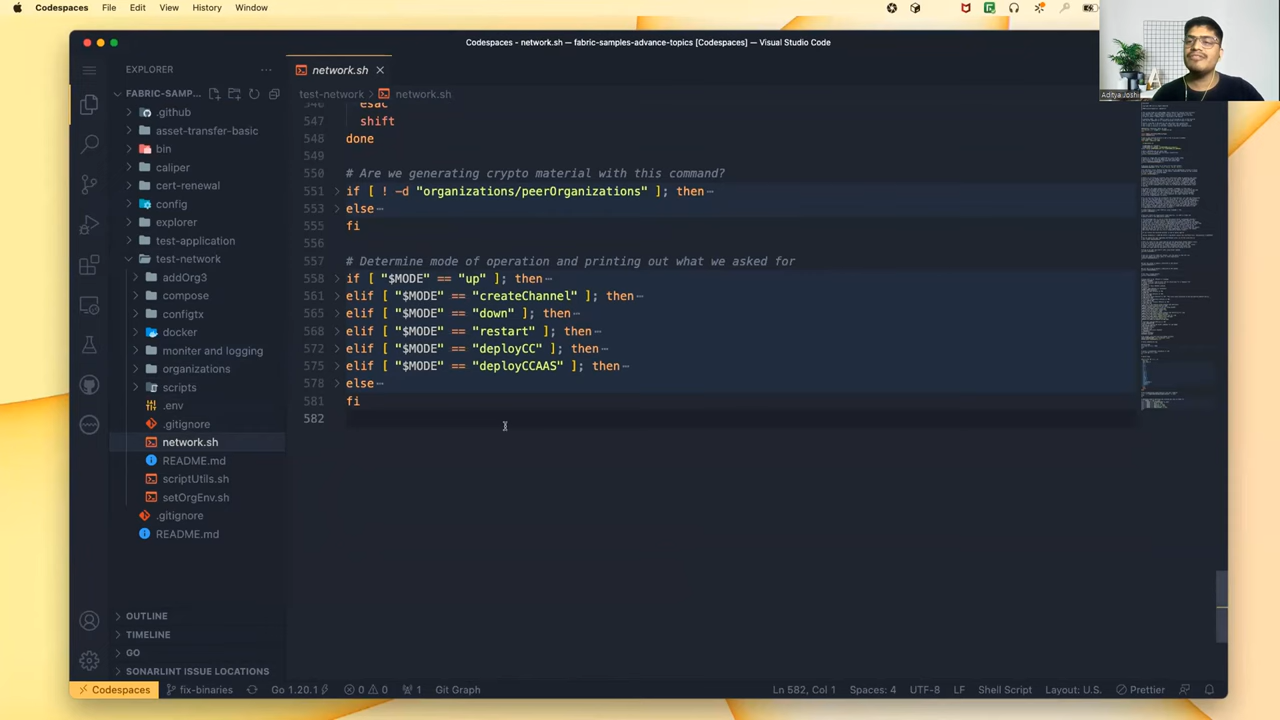 Codespaces File Edit View History Window
Codespaces - network.sh — fabric-samples-advance-topics [Codespaces] — Visual Studio Code
Aditya Joshi
EXPLORER
network.sh
FABRIC-SAMP...
test-network > network.sh
.github
asset-transfer-basic
bin
caliper
cert-renewal
config
explorer
test-application
test-network
addOrg3
compose
configtx
docker
moniter and logging
organizations
scripts
.env
.gitignore
network.sh
README.md
scriptUtils.sh
setOrgEnv.sh
.gitignore
README.md
OUTLINE
TIMELINE
GO
SONARLINT ISSUE LOCATIONS
546 esac
547 shift
548 done
549
550 # Are we generating crypto material with this command?
551 if [ ! -d "organizations/peerOrganizations" ]; then
553 else
555 fi
556
557 # Determine mode of operation and printing out what we asked for
558 if [ "$MODE" == "up" ]; then
561 elif [ "$MODE" == "createChannel" ]; then
565 elif [ "$MODE" == "down" ]; then
568 elif [ "$MODE" == "restart" ]; then
572 elif [ "$MODE" == "deployCC" ]; then
575 elif [ "$MODE" == "deployCCAAS" ]; then
578 else
581 fi
582
Codespaces fix-binaries Go 1.20.1 0 0 1 Git Graph Ln 582, Col 1 Spaces: 4 UTF-8 LF Shell Script Layout: U.S. Prettier